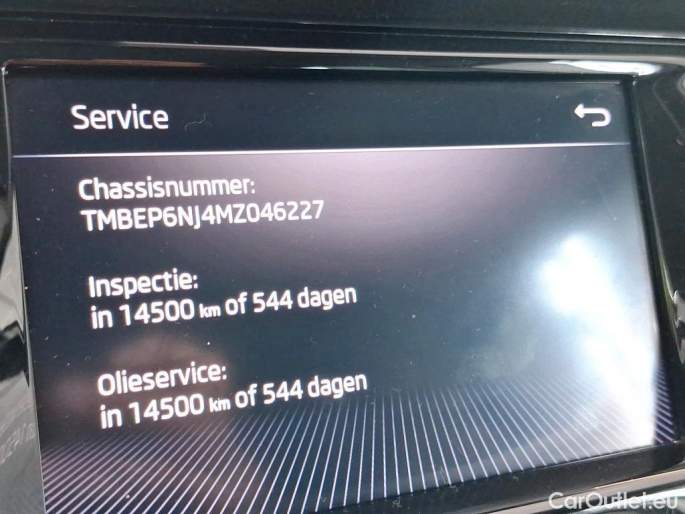 Service
Chassisnummer:
TMBEP6NJ4MZ046227
Inspectie:
in 14500 km of 544 dagen
Olieservice:
in 14500 km of 544 dagen
CarOutlet.eu